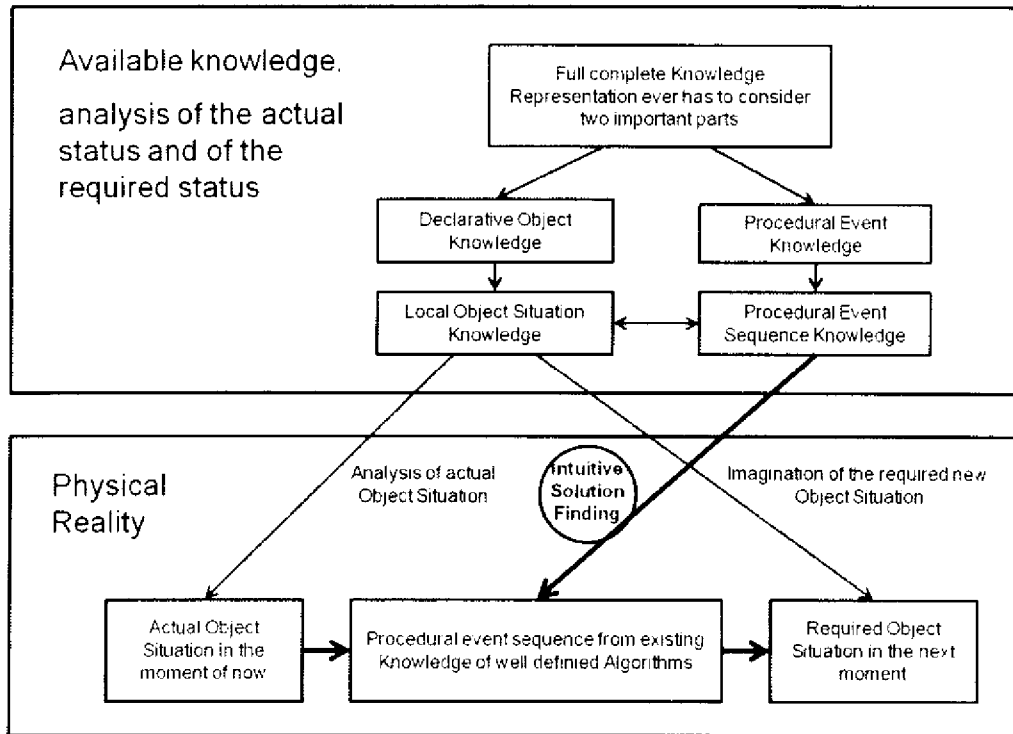 Available knowledge,
analysis of the actual
status and of the
required status
Full complete Knowledge
Representation ever has to consider
two important parts
Declarative Object
Knowledge
Procedural Event
Knowledge
Local Object Situation
Knowledge
Procedural Event
Sequence Knowledge
Physical
Reality
Analysis of actual
Object Situation
Intuitive
Solution
Finding
Imagination of the required new
Object Situation
Actual Object
Situation in the
moment of now
Procedural event sequence from existing
Knowledge of well defined Algorithms
Required Object
Situation in the next
moment